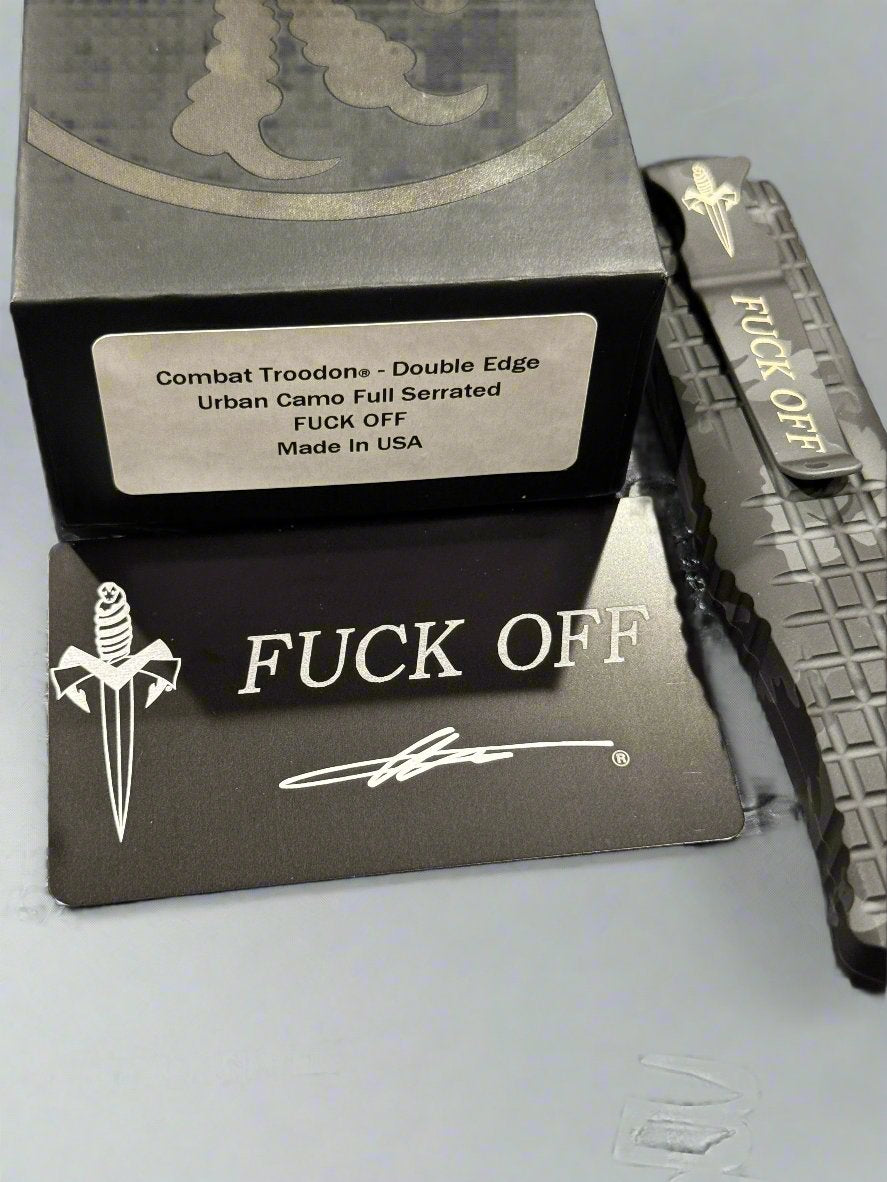 Combat Troodon® - Double Edge
Urban Camo Full Serrated
FUCK OFF
Made In USA
FUCK OFF
FUCK OFF
®